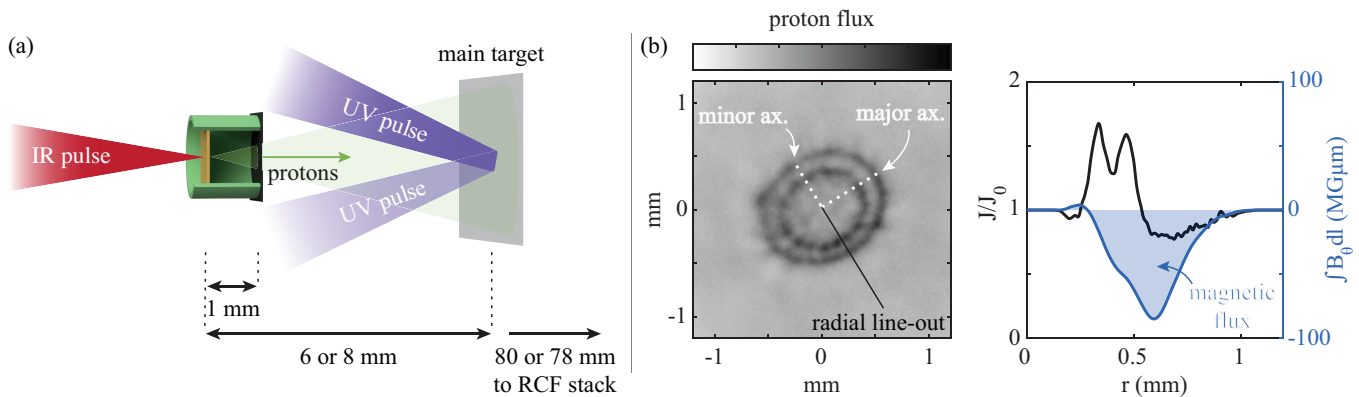 (a)
IR pulse
UV pulse
UV pulse
protons
main target
1 mm
6 or 8 mm
80 or 78 mm
to RCF stack
(b)
proton flux
minor ax.
major ax.
radial line-out
1
0
-1
mm
-1
0
1
mm
2
1
0
J/J₀
0
0.5
1
r (mm)
100
0
-100
∫B_θ dl (MGμm)
magnetic
flux